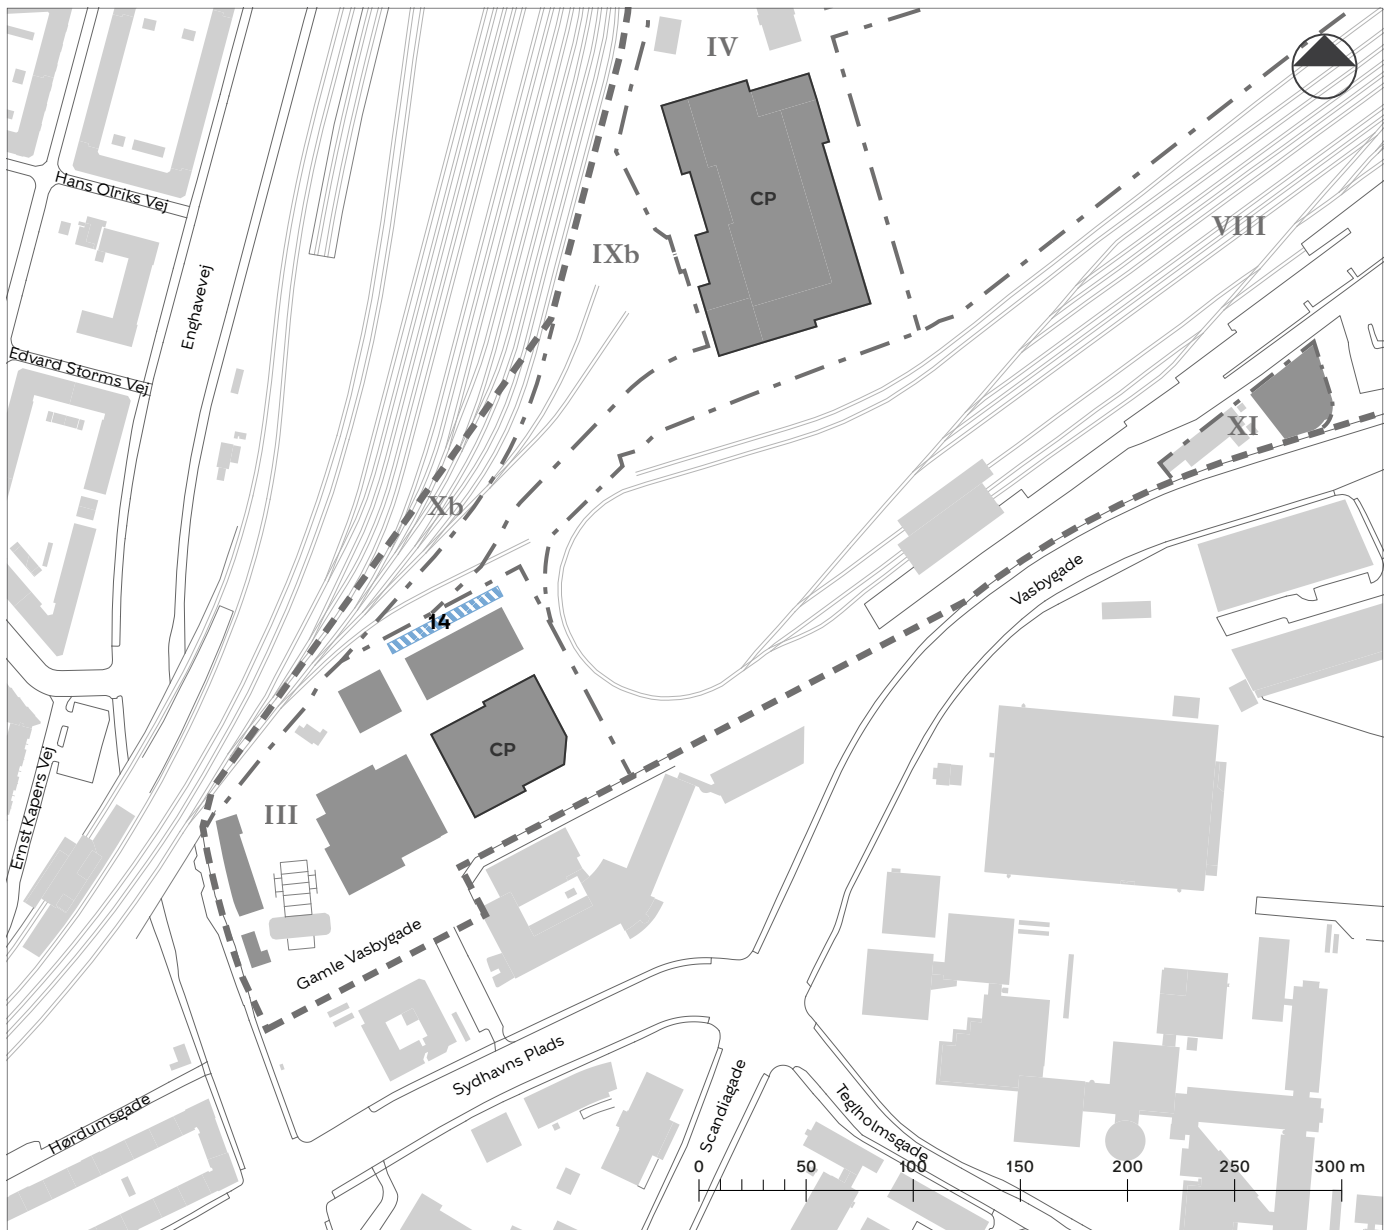 IV
Hans Olriks Vej
CP
VIII
IXb
Enghavevej
Edvard Storms Vej
XI
Xb
Vasbygade
14
CP
Ernst Kapers Vej
III
Gamle Vasbygade
Sydhavns Plads
Scandiagade
Teglholmsgade
Hørdumsgade
0 50 100 150 200 250 300 m